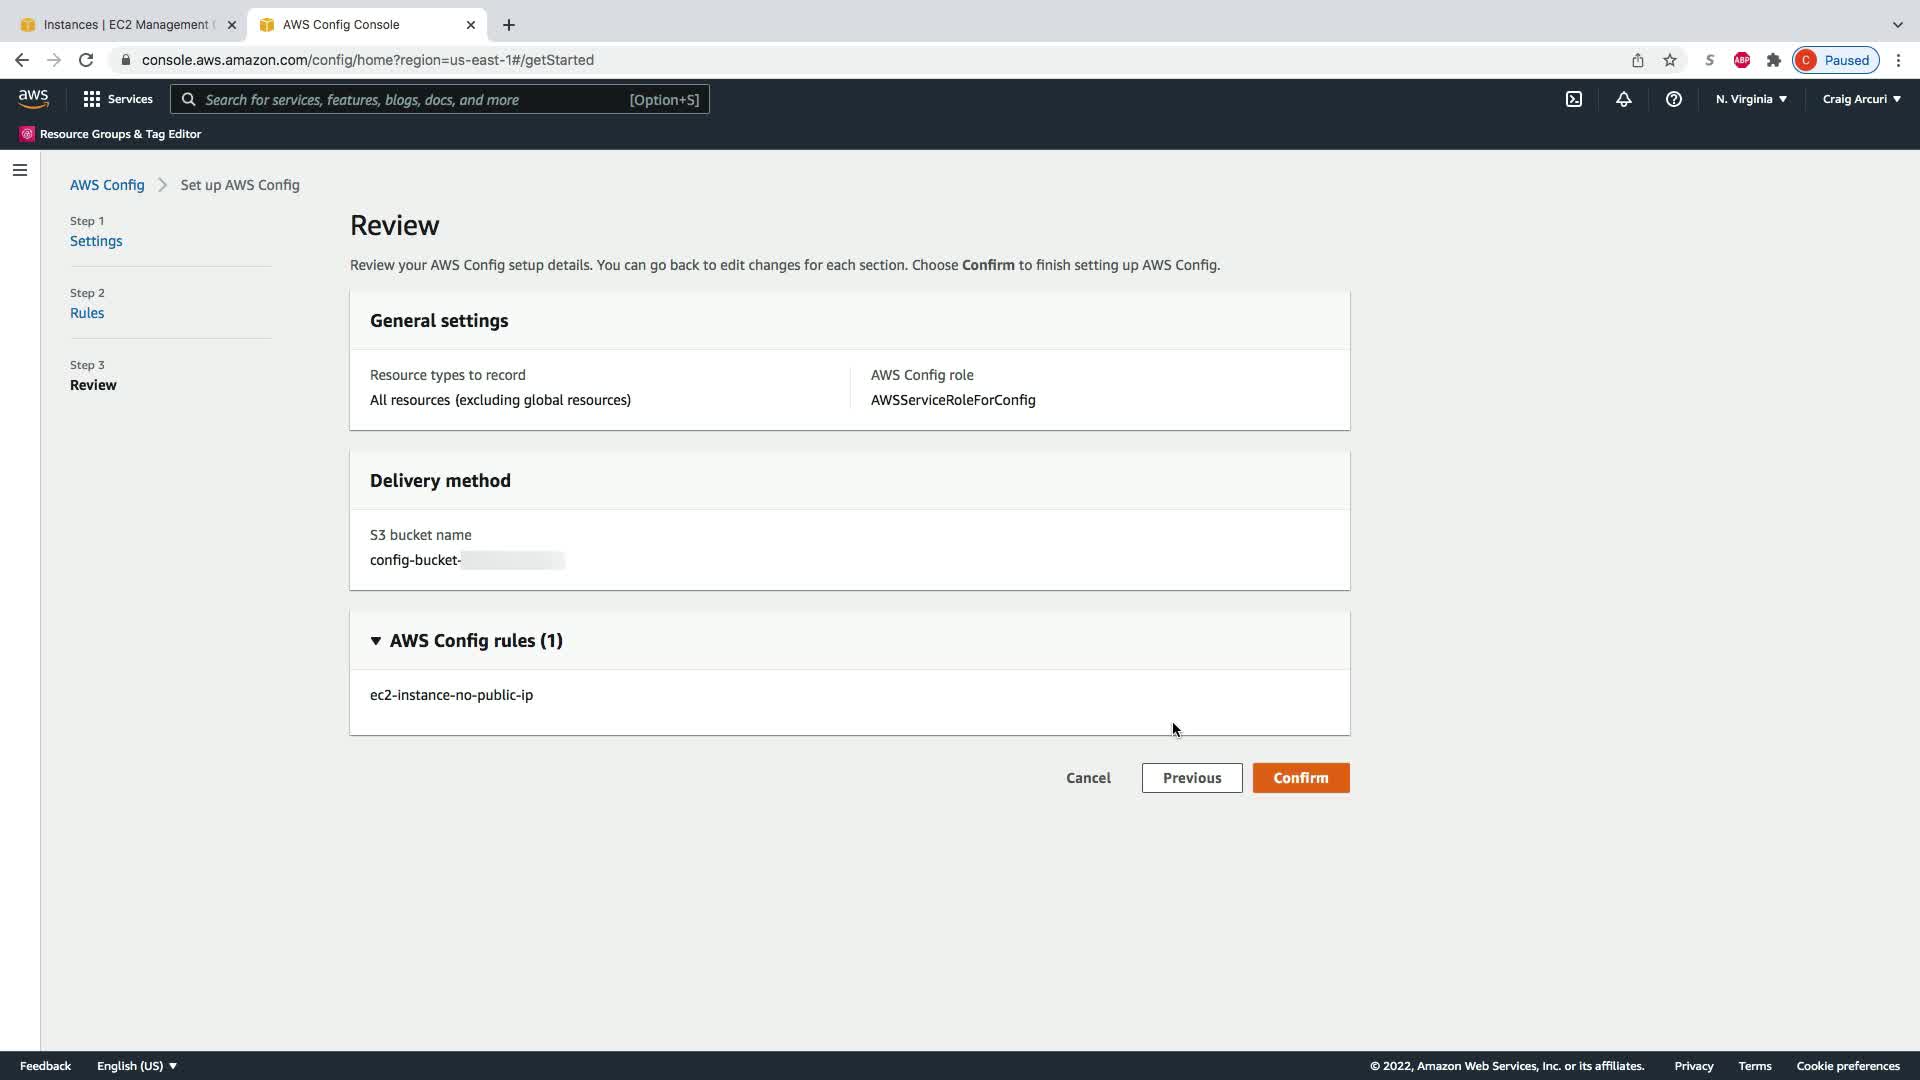 Instances | EC2 Management
AWS Config Console
console.aws.amazon.com/config/home?region=us-east-1#/getStarted
S
ABP
C
Paused
aws
Services
Search for services, features, blogs, docs, and more
[Option+S]
N. Virginia
Craig Arcuri
Resource Groups & Tag Editor
AWS Config
Set up AWS Config
Step 1
Settings
Step 2
Rules
Step 3
Review
Review
Review your AWS Config setup details. You can go back to edit changes for each section. Choose Confirm to finish setting up AWS Config.
General settings
Resource types to record
All resources (excluding global resources)
AWS Config role
AWSServiceRoleForConfig
Delivery method
S3 bucket name
config-bucket-
AWS Config rules (1)
ec2-instance-no-public-ip
Cancel
Previous
Confirm
Feedback
English (US)
© 2022, Amazon Web Services, Inc. or its affiliates.
Privacy
Terms
Cookie preferences